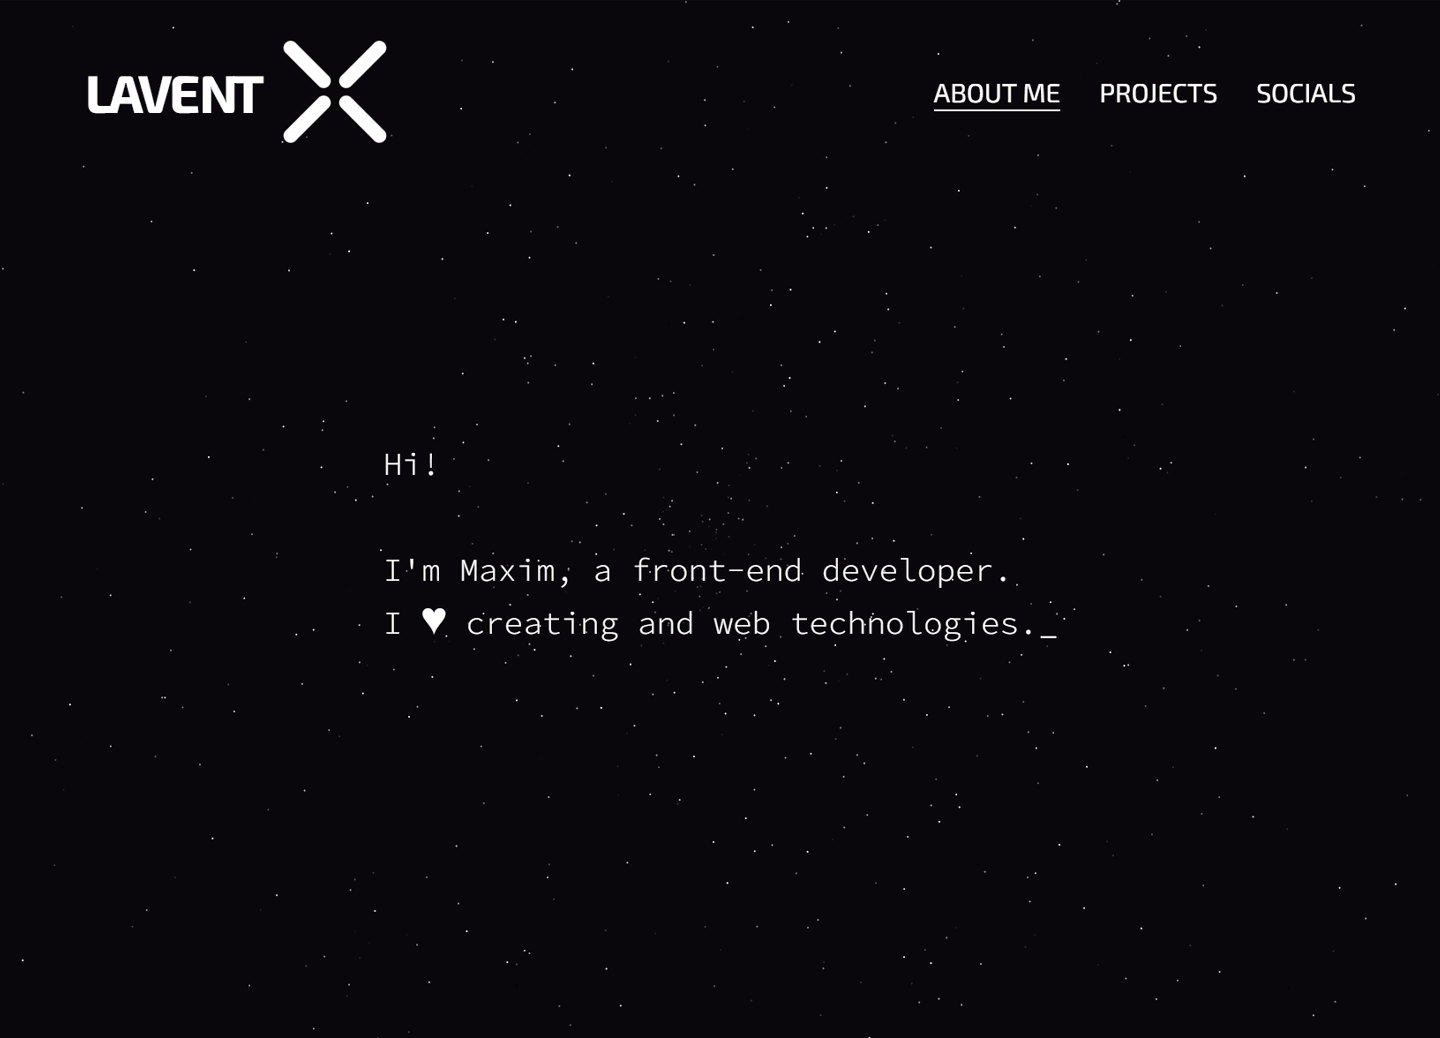 LAVENT X
ABOUT ME PROJECTS SOCIALS
Hi!
I'm Maxim, a front-end developer.
I ♥ creating and web technologies._